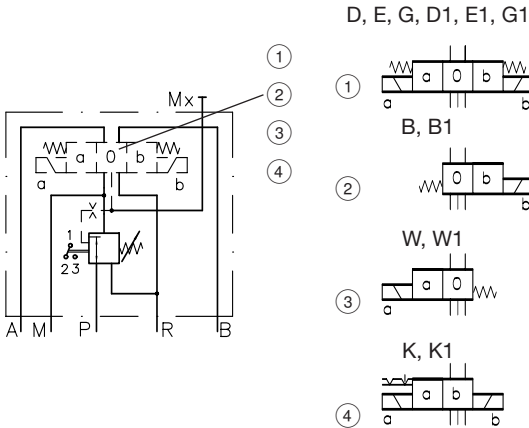 D, E, G, D1, E1, G1
1
2
3
4
Mx
a 0 b
a b
1
2 3
A M P R B
1
a 0 b
a b
B, B1
2
0 b
b
W, W1
3
a 0
a
K, K1
4
a b
a b